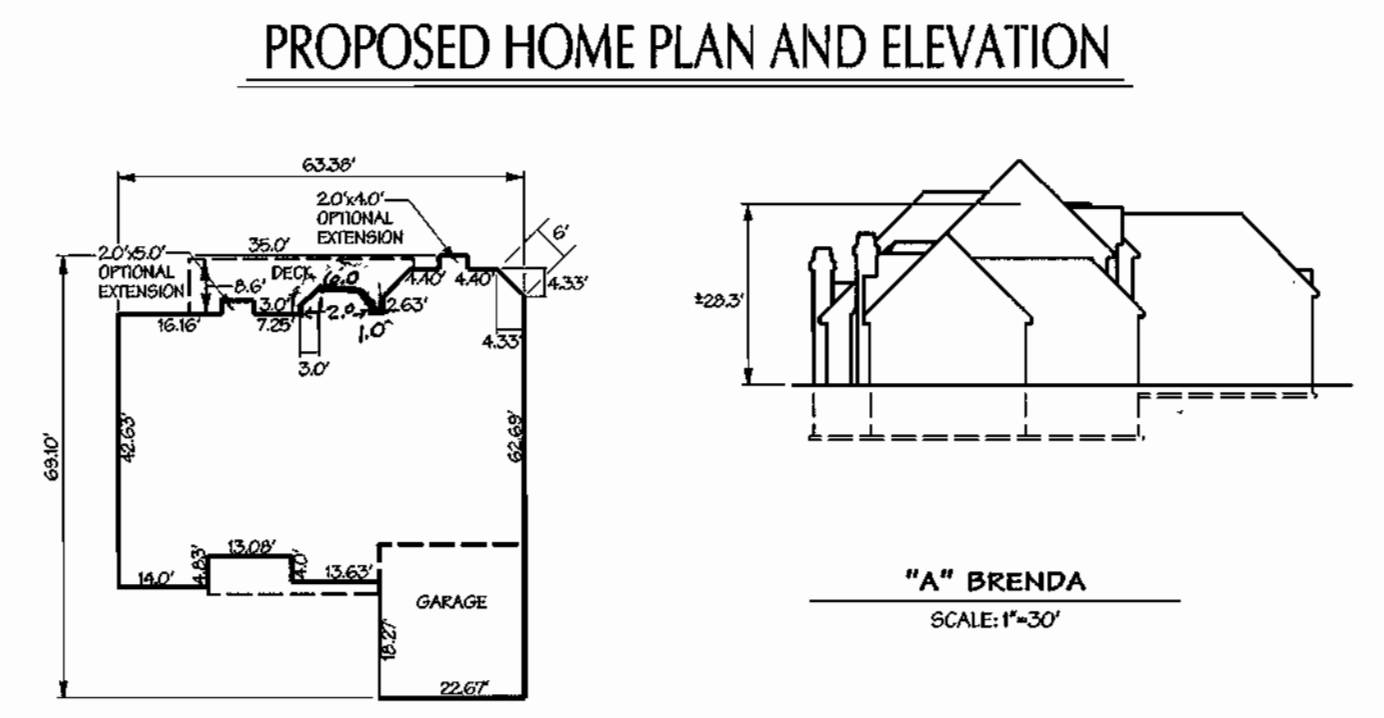 PROPOSED HOME PLAN AND ELEVATION
63.38'
2.0'x4.0'
OPTIONAL
EXTENSION
6'
2.0'x5.0'
OPTIONAL
EXTENSION
35.0'
DECK
8.6'
3.0'
4.40'
4.40'
4.33'
16.16'
7.25'
2.0
2.63'
1.0'
4.33'
3.0'
±28.3'
42.63'
62.69'
69.10'
14.0'
4.83'
13.08'
4.0'
13.63'
GARAGE
18.27'
22.67'
"A" BRENDA
SCALE: 1"=30'